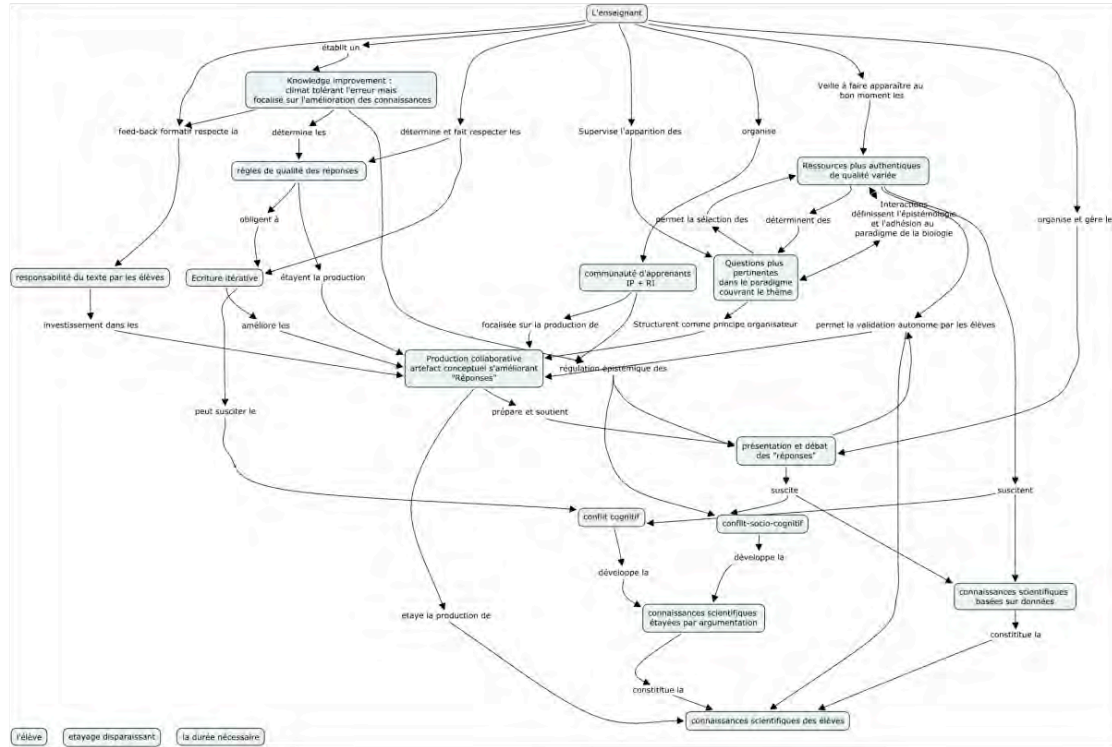 L'enseignant
établit un
Knowledge improvement :
climat tolérant l'erreur mais
focalisé sur l'amélioration des connaissances
Veille à faire apparaître au
bon moment les
feed-back formatif respecte la
détermine les
détermine et fait respecter les
Supervise l'apparition des
organise
règles de qualité des réponses
Ressources plus authentiques
de qualité variée
obligent à
permet la sélection des
déterminent des
Interactions
définissent l'épistémologie
et l'adhésion au
paradigme de la biologie
organise et gère le
responsabilité du texte par les élèves
Ecriture itérative
étayent la production
communauté d'apprenants
IP + RI
Questions plus
pertinentes
dans le paradigme
couvrant le thème
investissement dans les
améliore les
focalisée sur la production de
Structurent comme principe organisateur
permet la validation autonome par les élèves
Production collaborative
artefact conceptuel s'améliorant
"Réponses"
régulation épistémique des
peut susciter le
prépare et soutient
présentation et débat
des "réponses"
suscite
suscitent
conflit cognitif
conflit-socio-cognitif
développe la
développe la
connaissances scientifiques
basées sur données
connaissances scientifiques
étayées par argumentation
etaye la production de
constititue la
constititue la
connaissances scientifiques des élèves
l'élève
etayage disparaissant
la durée nécessaire